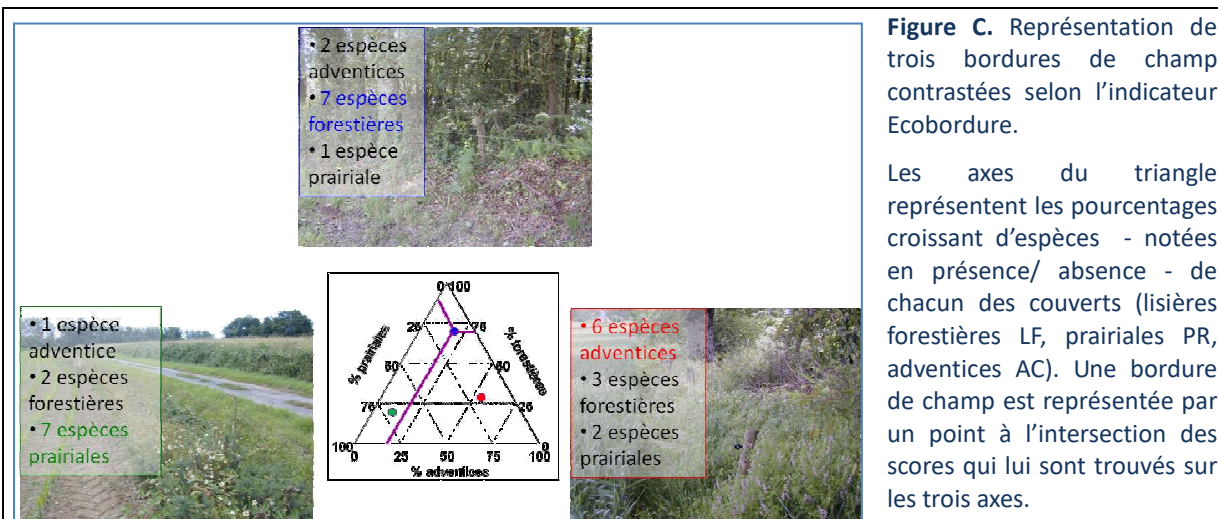 • 2 espèces
adventices
• 7 espèces
forestières
• 1 espèce
prairiale
• 1 espèce
adventice
• 2 espèces
forestières
• 7 espèces
prairiales
0 100
25 75
% prairiales
% forestières
50 50
75 25
100 0
0 25 50 75 100
% adventices
• 6 espèces
adventices
• 3 espèces
forestières
• 2 espèces
prairiales
Figure C. Représentation de
trois bordures de champ
contrastées selon l’indicateur
Ecobordure.
Les axes du triangle
représentent les pourcentages
croissant d’espèces - notées
en présence/ absence - de
chacun des couverts (lisières
forestières LF, prairiales PR,
adventices AC). Une bordure
de champ est représentée par
un point à l’intersection des
scores qui lui sont trouvés sur
les trois axes.